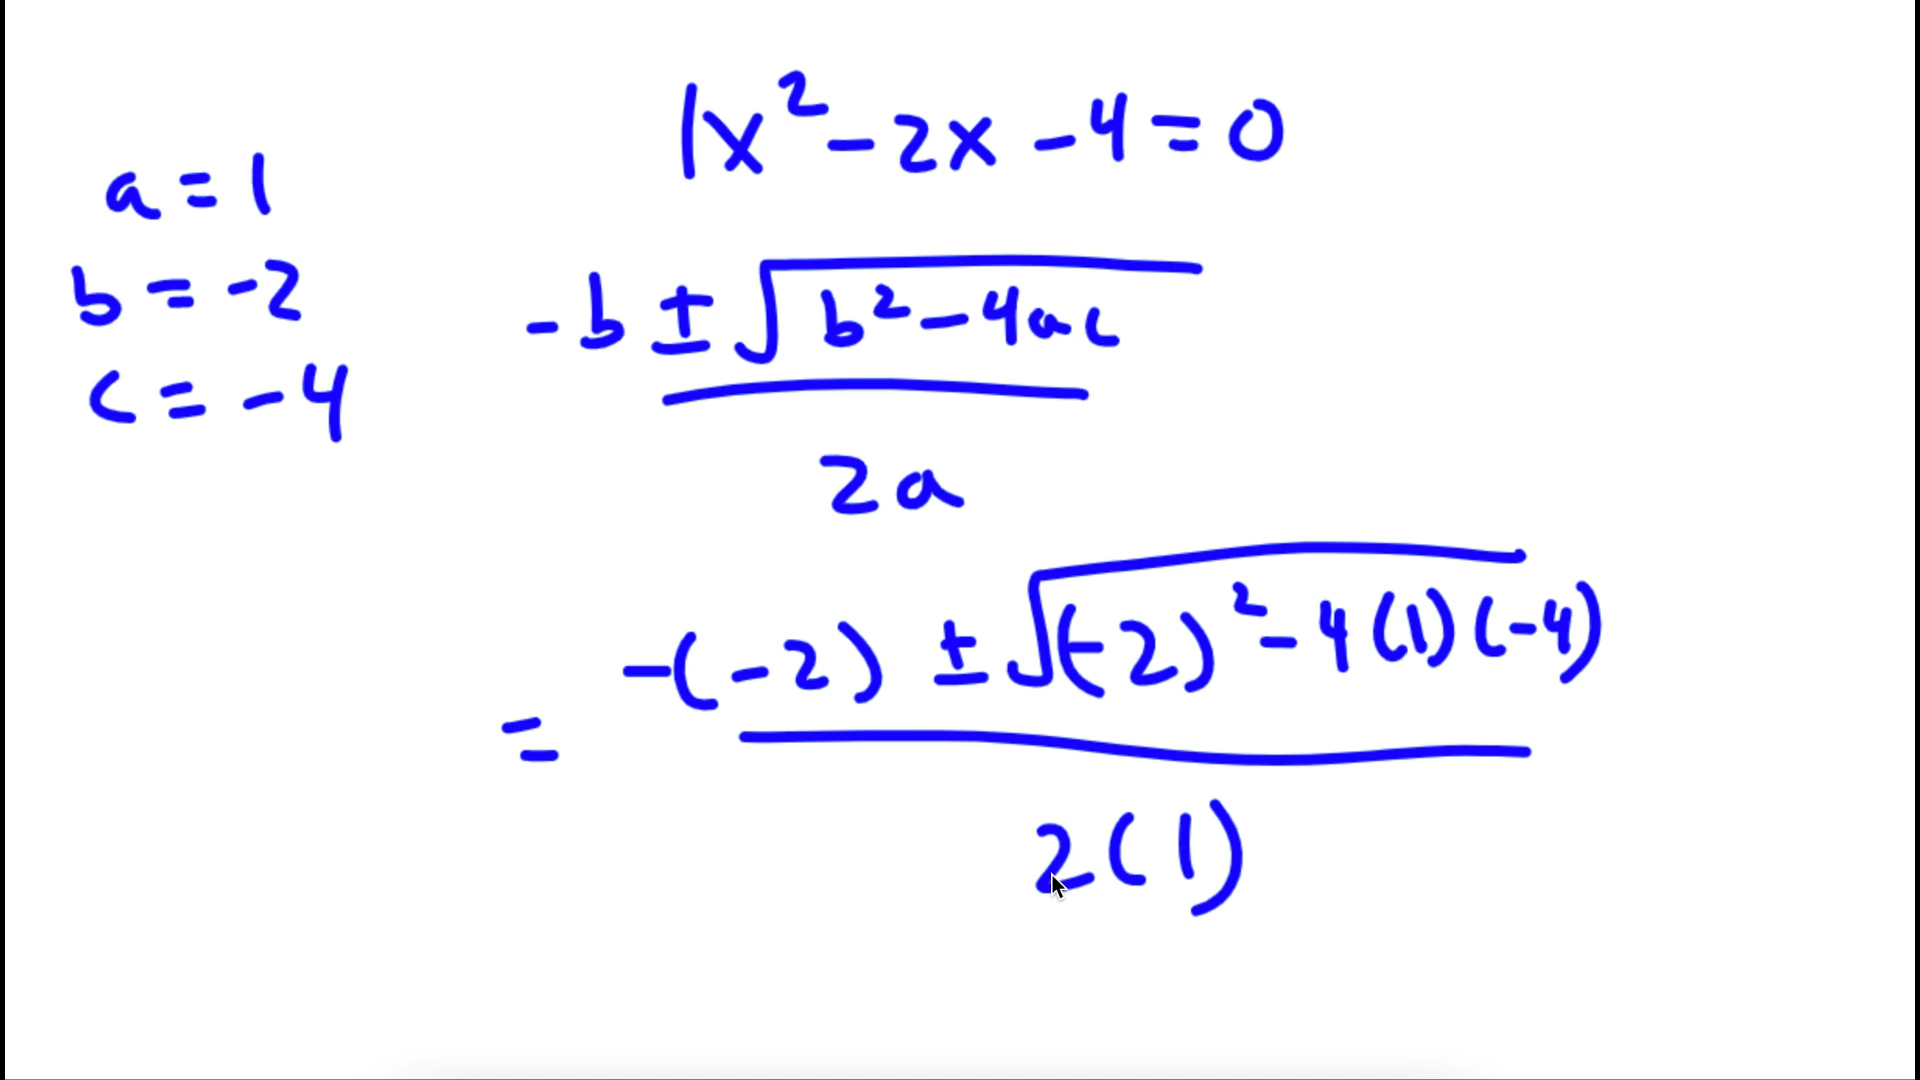 1x² - 2x - 4 = 0
a = 1
b = -2
c = -4
-b ± √(b² - 4ac)
2a
= -(-2) ± √((-2)² - 4(1)(-4))
2(1)